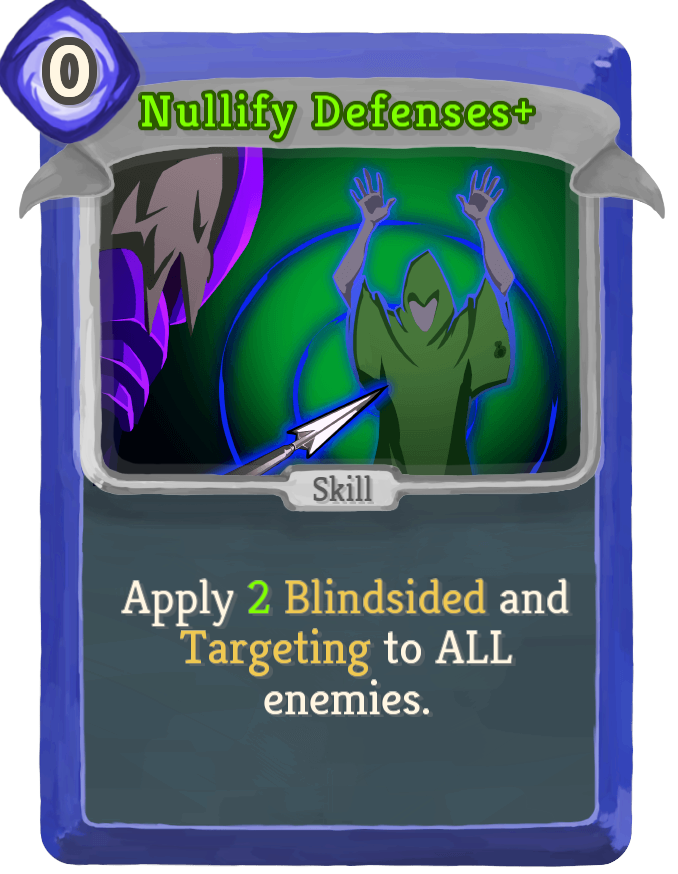 0
Nullify Defenses+
Skill
Apply 2 Blindsided and
Targeting to ALL
enemies.